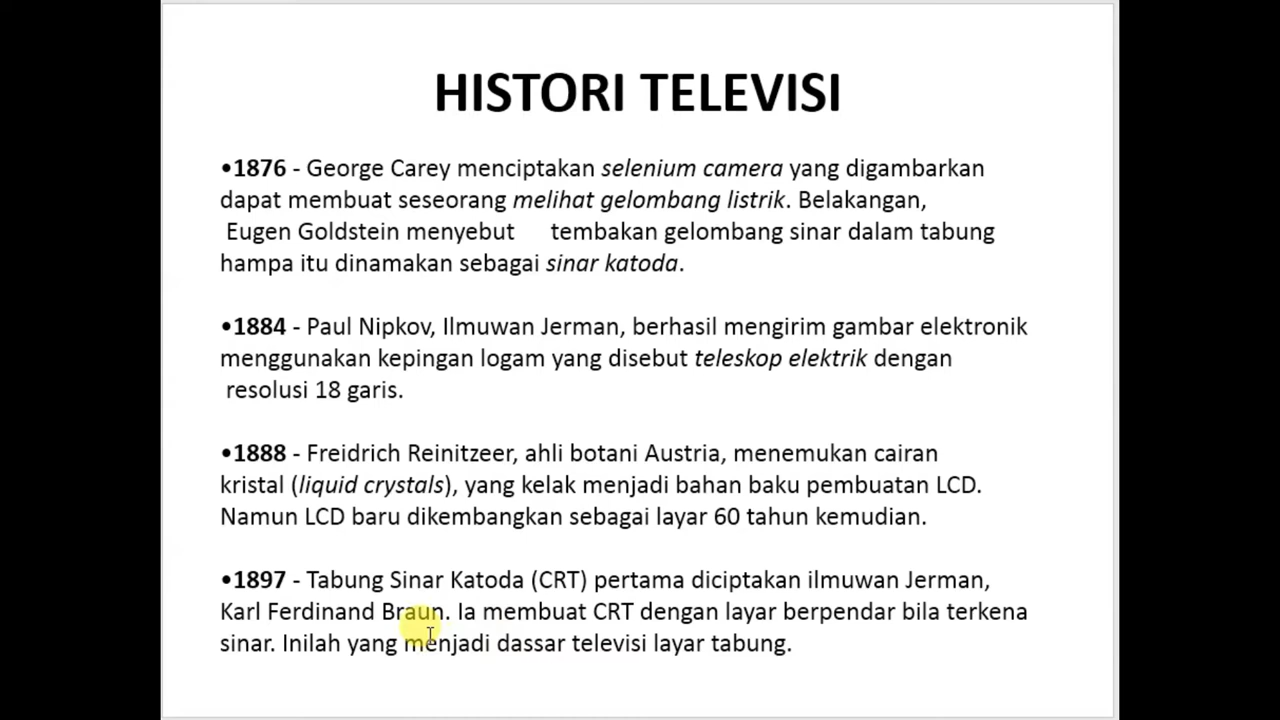 HISTORI TELEVISI
•1876 - George Carey menciptakan selenium camera yang digambarkan
dapat membuat seseorang melihat gelombang listrik. Belakangan,
Eugen Goldstein menyebut tembakan gelombang sinar dalam tabung
hampa itu dinamakan sebagai sinar katoda.
•1884 - Paul Nipkov, Ilmuwan Jerman, berhasil mengirim gambar elektronik
menggunakan kepingan logam yang disebut teleskop elektrik dengan
resolusi 18 garis.
•1888 - Freidrich Reinitzeer, ahli botani Austria, menemukan cairan
kristal (liquid crystals), yang kelak menjadi bahan baku pembuatan LCD.
Namun LCD baru dikembangkan sebagai layar 60 tahun kemudian.
•1897 - Tabung Sinar Katoda (CRT) pertama diciptakan ilmuwan Jerman,
Karl Ferdinand Braun. Ia membuat CRT dengan layar berpendar bila terkena
sinar. Inilah yang menjadi dassar televisi layar tabung.